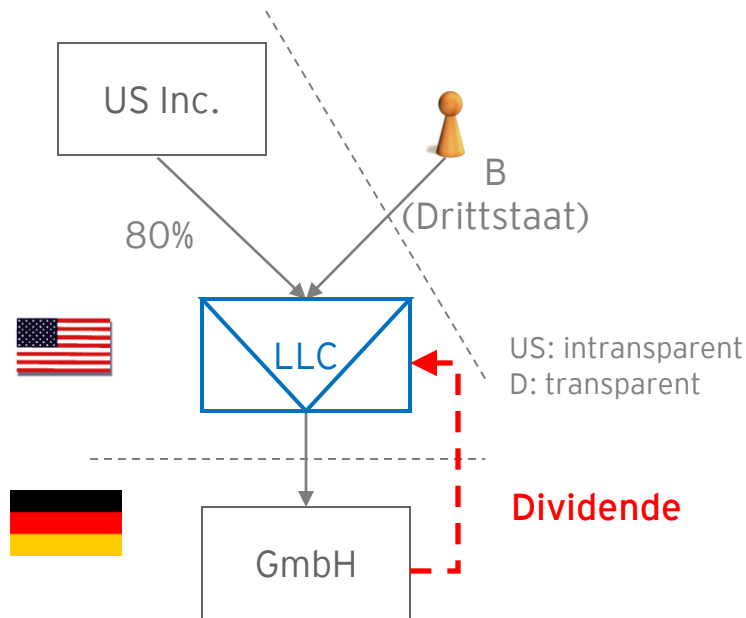 US Inc.
B
(Drittstaat)
80%
LLC
US: intransparent
D: transparent
Dividende
GmbH